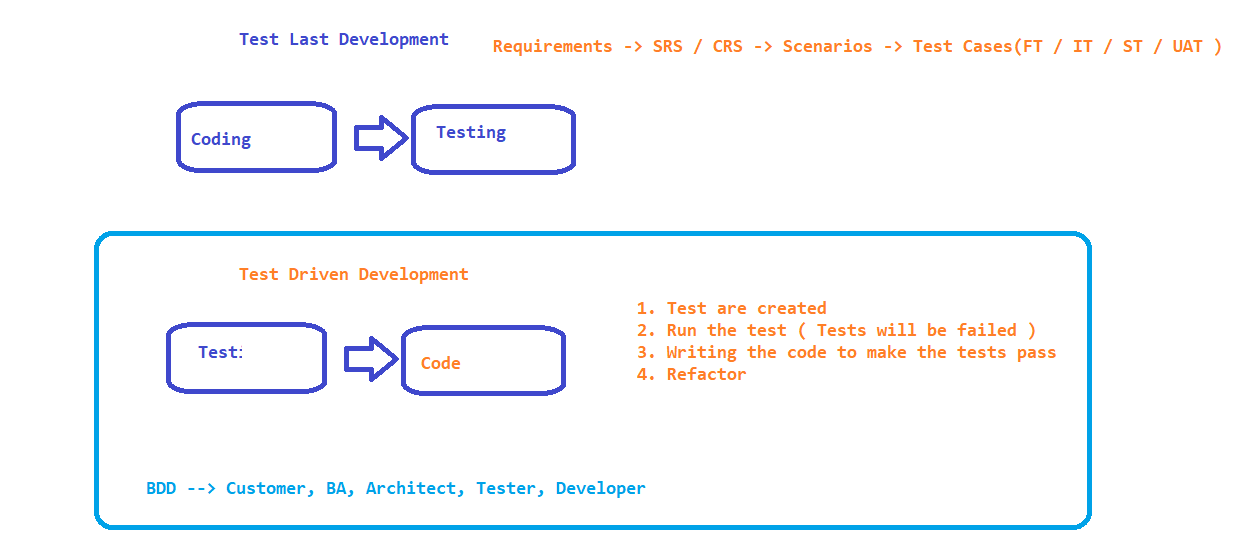 Test Last Development
Requirements -> SRS / CRS -> Scenarios -> Test Cases(FT / IT / ST / UAT )
Coding
Testing
Test Driven Development
1. Test are created
2. Run the test ( Tests will be failed )
3. Writing the code to make the tests pass
4. Refactor
Test
Code
BDD --> Customer, BA, Architect, Tester, Developer